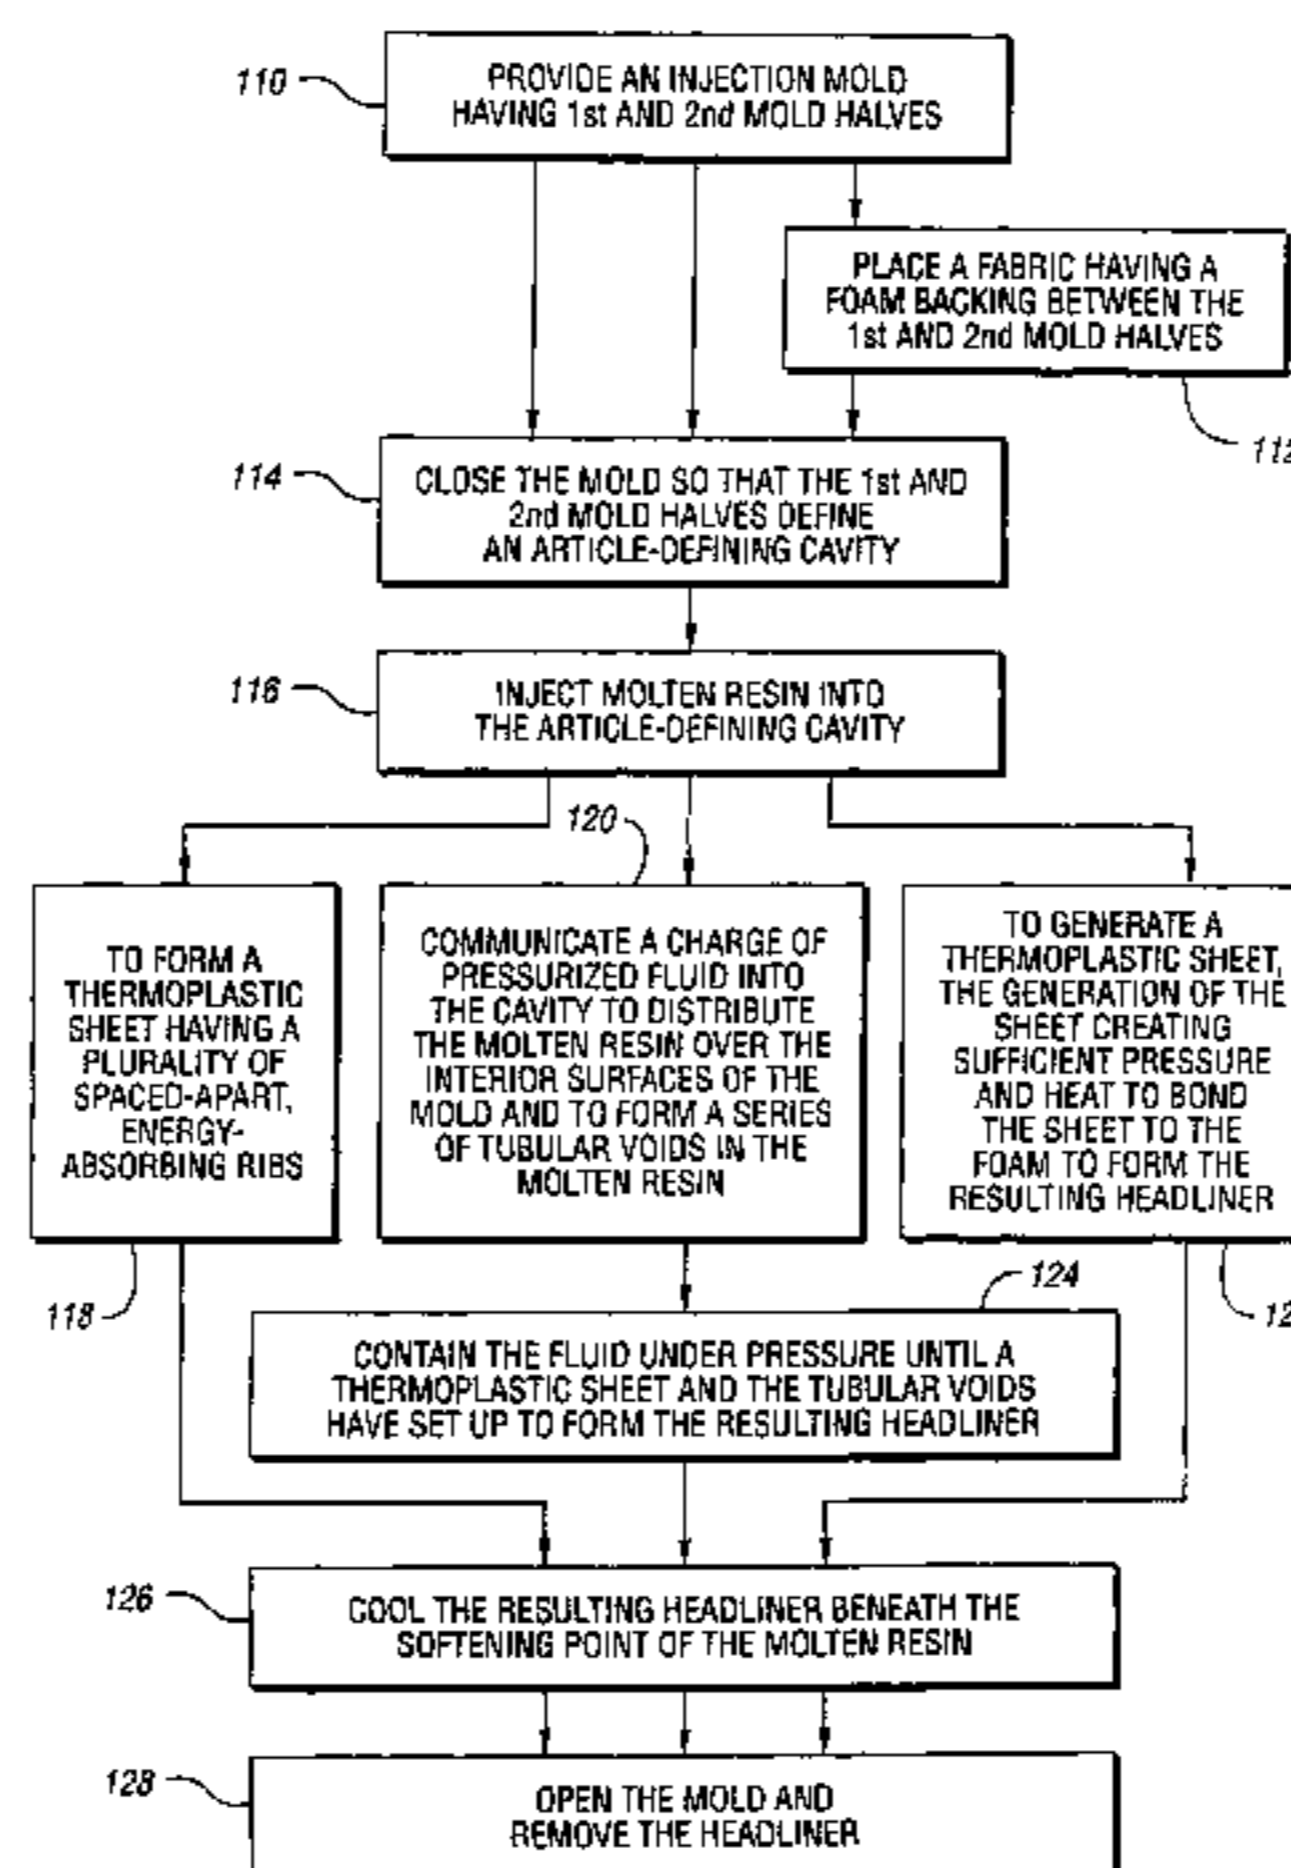 110
PROVIDE AN INJECTION MOLD
HAVING 1st AND 2nd MOLD HALVES
PLACE A FABRIC HAVING A
FOAM BACKING BETWEEN THE
1st AND 2nd MOLD HALVES
112
114
CLOSE THE MOLD SO THAT THE 1st AND
2nd MOLD HALVES DEFINE
AN ARTICLE-DEFINING CAVITY
116
INJECT MOLTEN RESIN INTO
THE ARTICLE-DEFINING CAVITY
120
TO FORM A
THERMOPLASTIC
SHEET HAVING A
PLURALITY OF
SPACED-APART,
ENERGY-
ABSORBING RIBS
118
COMMUNICATE A CHARGE OF
PRESSURIZED FLUID INTO
THE CAVITY TO DISTRIBUTE
THE MOLTEN RESIN OVER THE
INTERIOR SURFACES OF THE
MOLD AND TO FORM A SERIES
OF TUBULAR VOIDS IN THE
MOLTEN RESIN
TO GENERATE A
THERMOPLASTIC SHEET,
THE GENERATION OF THE
SHEET CREATING
SUFFICIENT PRESSURE
AND HEAT TO BOND
THE SHEET TO THE
FOAM TO FORM THE
RESULTING HEADLINER
124
CONTAIN THE FLUID UNDER PRESSURE UNTIL A
THERMOPLASTIC SHEET AND THE TUBULAR VOIDS
HAVE SET UP TO FORM THE RESULTING HEADLINER
126
COOL THE RESULTING HEADLINER BENEATH THE
SOFTENING POINT OF THE MOLTEN RESIN
128
OPEN THE MOLD AND
REMOVE THE HEADLINER